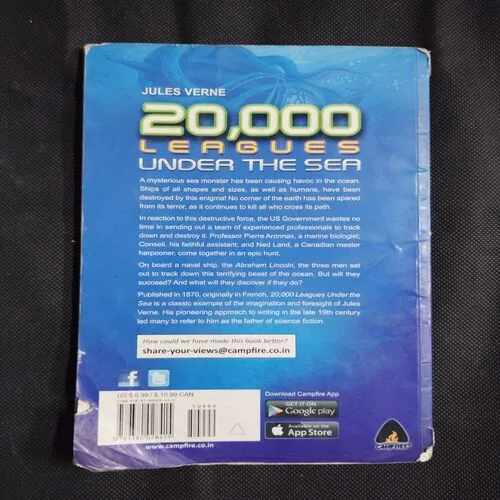 JULES VERNE
20,000
LEAGUES
UNDER THE SEA
A mysterious sea monster has been causing havoc in the ocean.
Ships of all shapes and sizes, as well as humans, have been
destroyed by this enigma! No corner of the earth has been
spared from its terror, as it continues to kill all who cross its path.
In reaction to this destructive force, the US Government wastes no
time in sending out a team of experienced professionals to track
down and destroy it. Professor Pierre Aronnax, a marine biologist;
Conseil, his faithful assistant; and Ned Land, a Canadian master
harpooner, come together in an epic hunt.
On board a naval ship, the Abraham Lincoln, the three men set
out to track down this terrifying beast of the ocean. But will they
succeed? And what will they discover if they do?
Published in 1870, originally in French, 20,000 Leagues Under the
Sea is a classic example of the imagination and foresight of Jules
Verne. His pioneering approach to writing in the late 19th century
led many to refer to him as the father of science fiction.
How could we have made this book better?
share-your-views@campfire.co.in
f
US $ 9.99 / $ 10.99 CAN
50999
www.campfire.co.in
Download Campfire App
GET IT ON
Google play
Available on the
App Store
CAMPFIRE